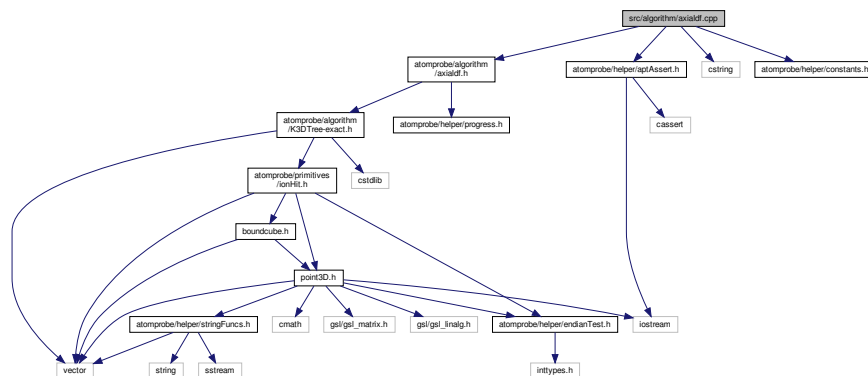 src/algorithm/axialdf.cpp
atomprobe/algorithm
/axialdf.h
atomprobe/helper/aptAssert.h
cstring
atomprobe/helper/constants.h
atomprobe/algorithm
/K3DTree-exact.h
atomprobe/helper/progress.h
cassert
atomprobe/primitives
/ionHit.h
cstdlib
boundcube.h
point3D.h
atomprobe/helper/stringFuncs.h
cmath
gsl/gsl_matrix.h
gsl/gsl_linalg.h
atomprobe/helper/endianTest.h
iostream
vector
string
sstream
inttypes.h